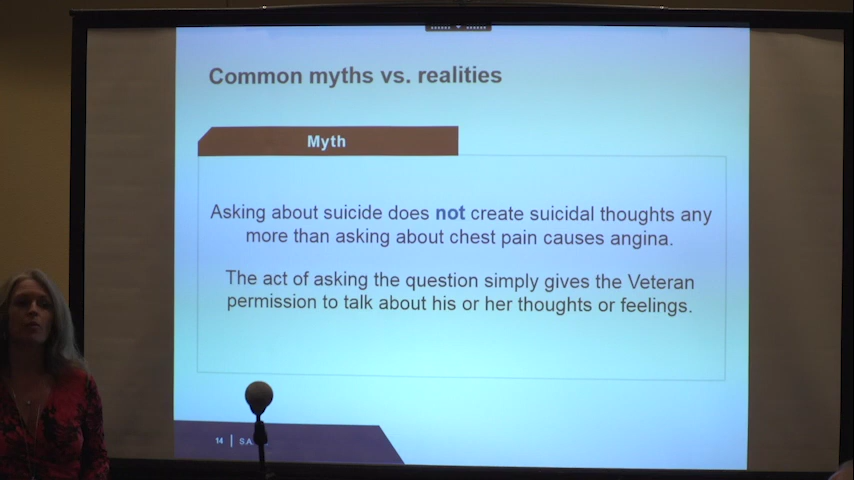 Common myths vs. realities
Myth
Asking about suicide does not create suicidal thoughts any
more than asking about chest pain causes angina.
The act of asking the question simply gives the Veteran
permission to talk about his or her thoughts or feelings.
14